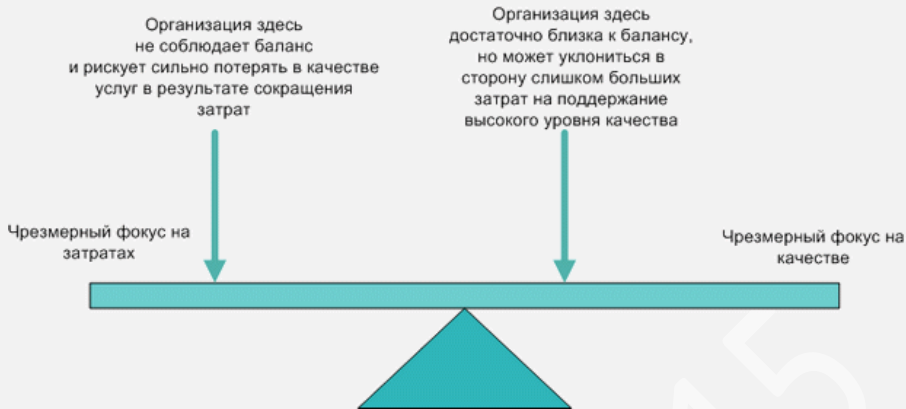 Организация здесь
не соблюдает баланс
и рискует сильно потерять в качестве
услуг в результате сокращения
затрат
Организация здесь
достаточно близка к балансу,
но может уклониться в
сторону слишком больших
затрат на поддержание
высокого уровня качества
Чрезмерный фокус на
затратах
Чрезмерный фокус на
качестве
15